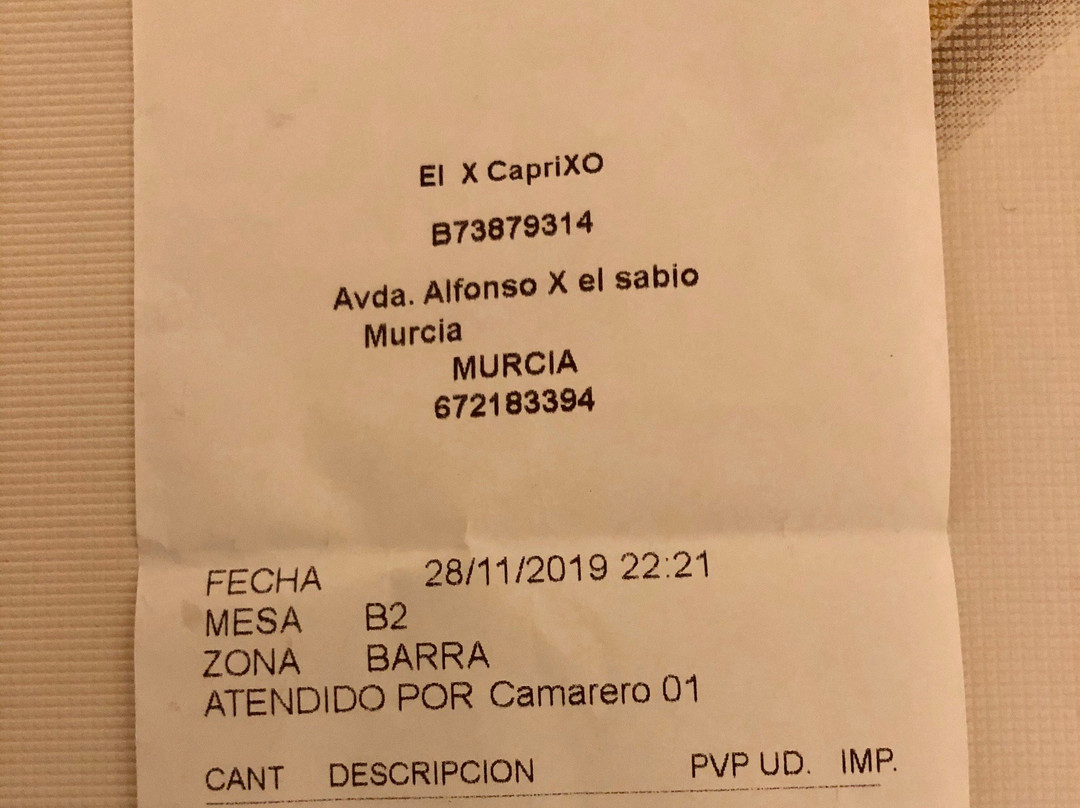 El X CapriXO
B73879314
Avda. Alfonso X el sabio
Murcia
MURCIA
672183394
FECHA 28/11/2019 22:21
MESA B2
ZONA BARRA
ATENDIDO POR Camarero 01
CANT DESCRIPCION PVP UD. IMP.